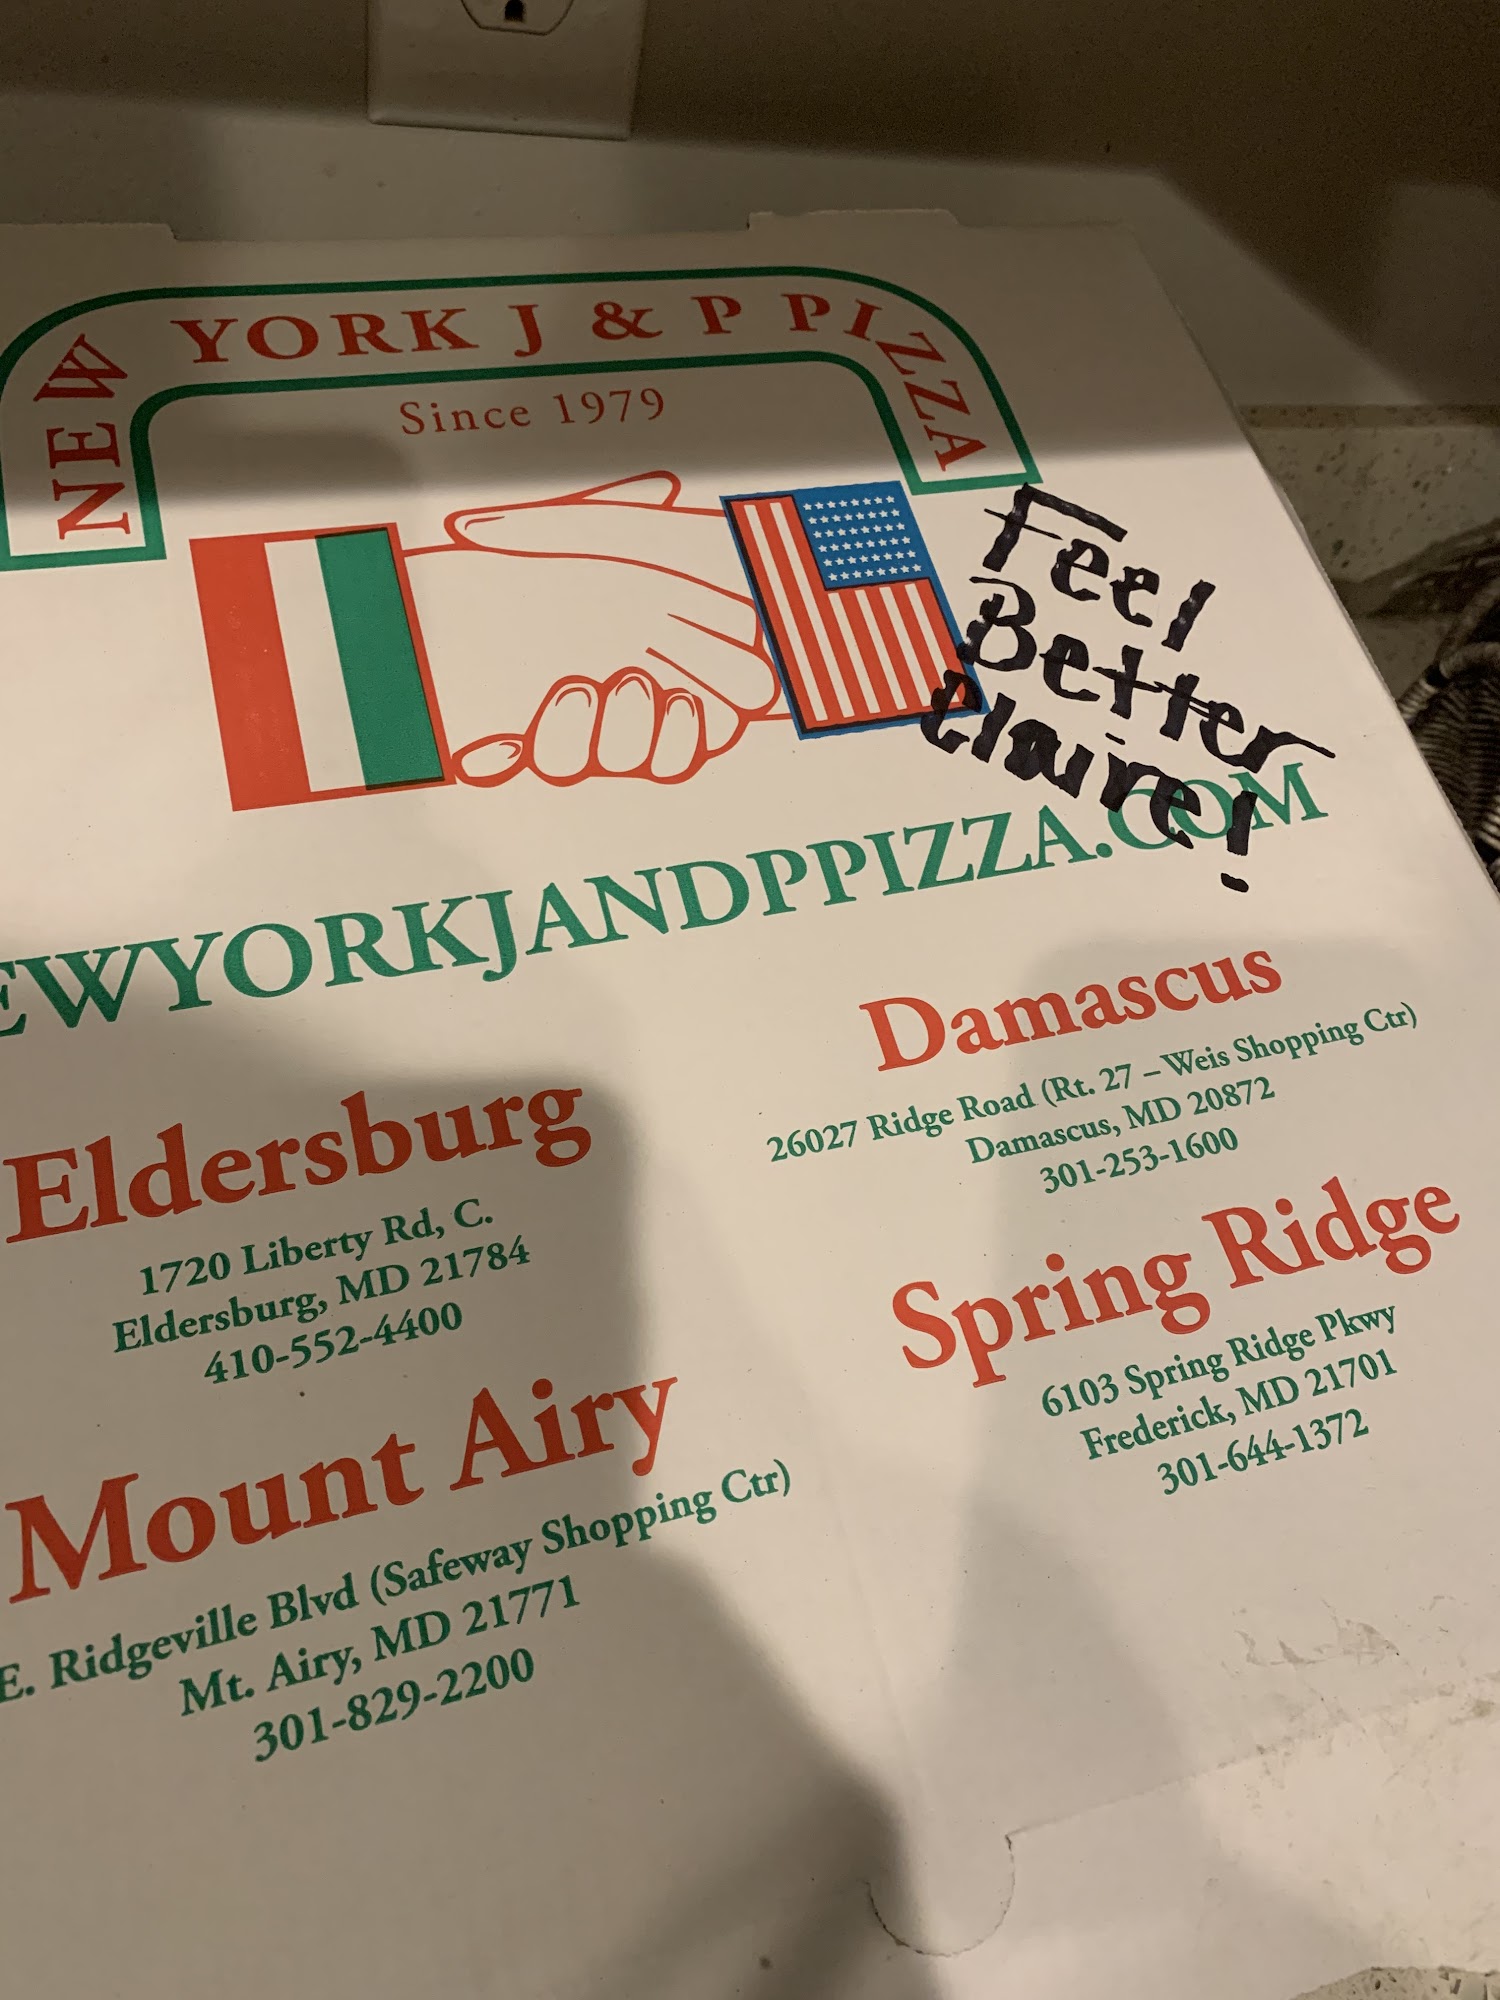 NEW YORK J & P PIZZA
Since 1979
Feel
Better
Claire!
EWYORKJANDPPIZZA.COM
Eldersburg
1720 Liberty Rd, C.
Eldersburg, MD 21784
410-552-4400
Mount Airy
E. Ridgeville Blvd (Safeway Shopping Ctr)
Mt. Airy, MD 21771
301-829-2200
Damascus
26027 Ridge Road (Rt. 27 – Weis Shopping Ctr)
Damascus, MD 20872
301-253-1600
Spring Ridge
6103 Spring Ridge Pkwy
Frederick, MD 21701
301-644-1372